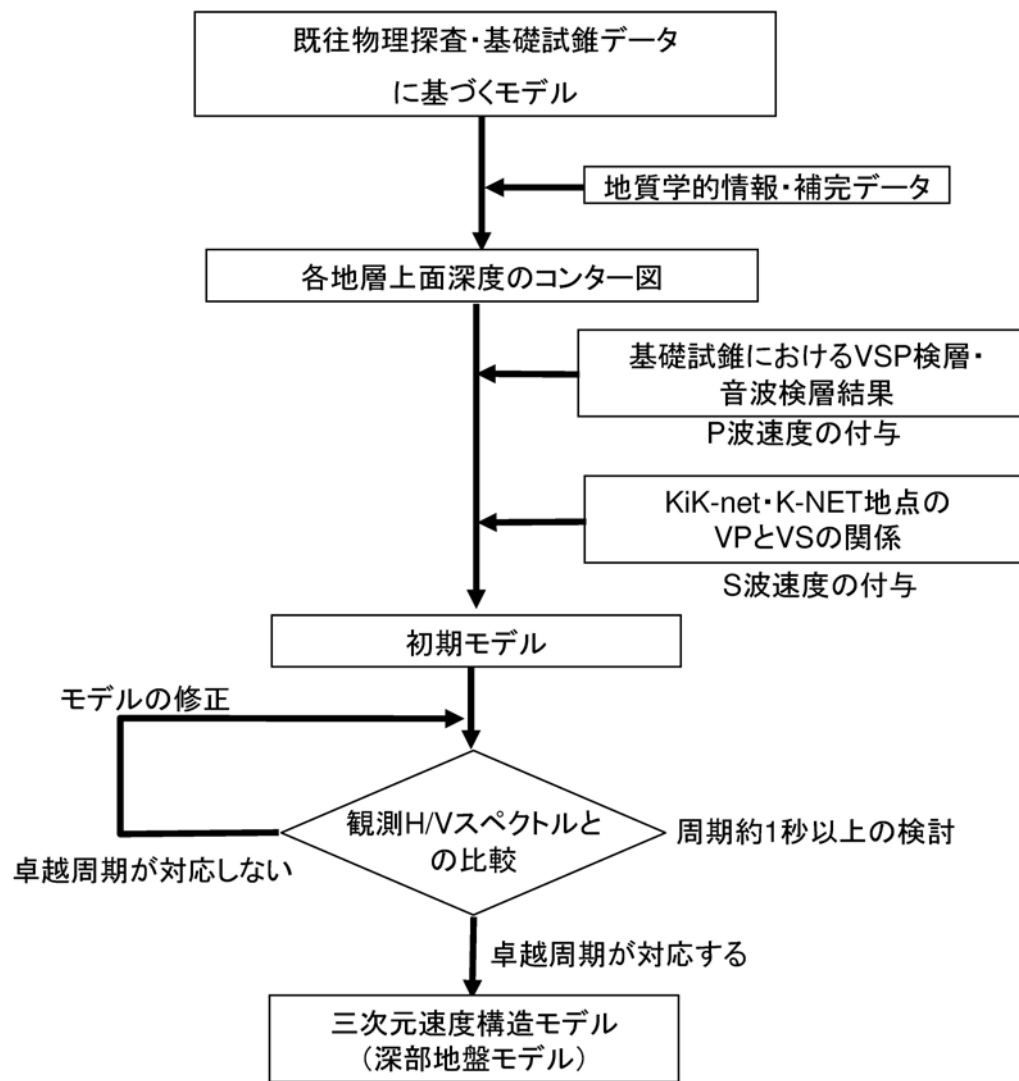 既往物理探査・基礎試錐データ
に基づくモデル
地質学的情報・補完データ
各地層上面深度のコンター図
基礎試錐におけるVSP検層・
音波検層結果
P波速度の付与
KiK-net・K-NET地点の
VPとVSの関係
S波速度の付与
初期モデル
モデルの修正
観測H/Vスペクトルと
の比較
周期約1秒以上の検討
卓越周期が対応しない
卓越周期が対応する
三次元速度構造モデル
（深部地盤モデル）